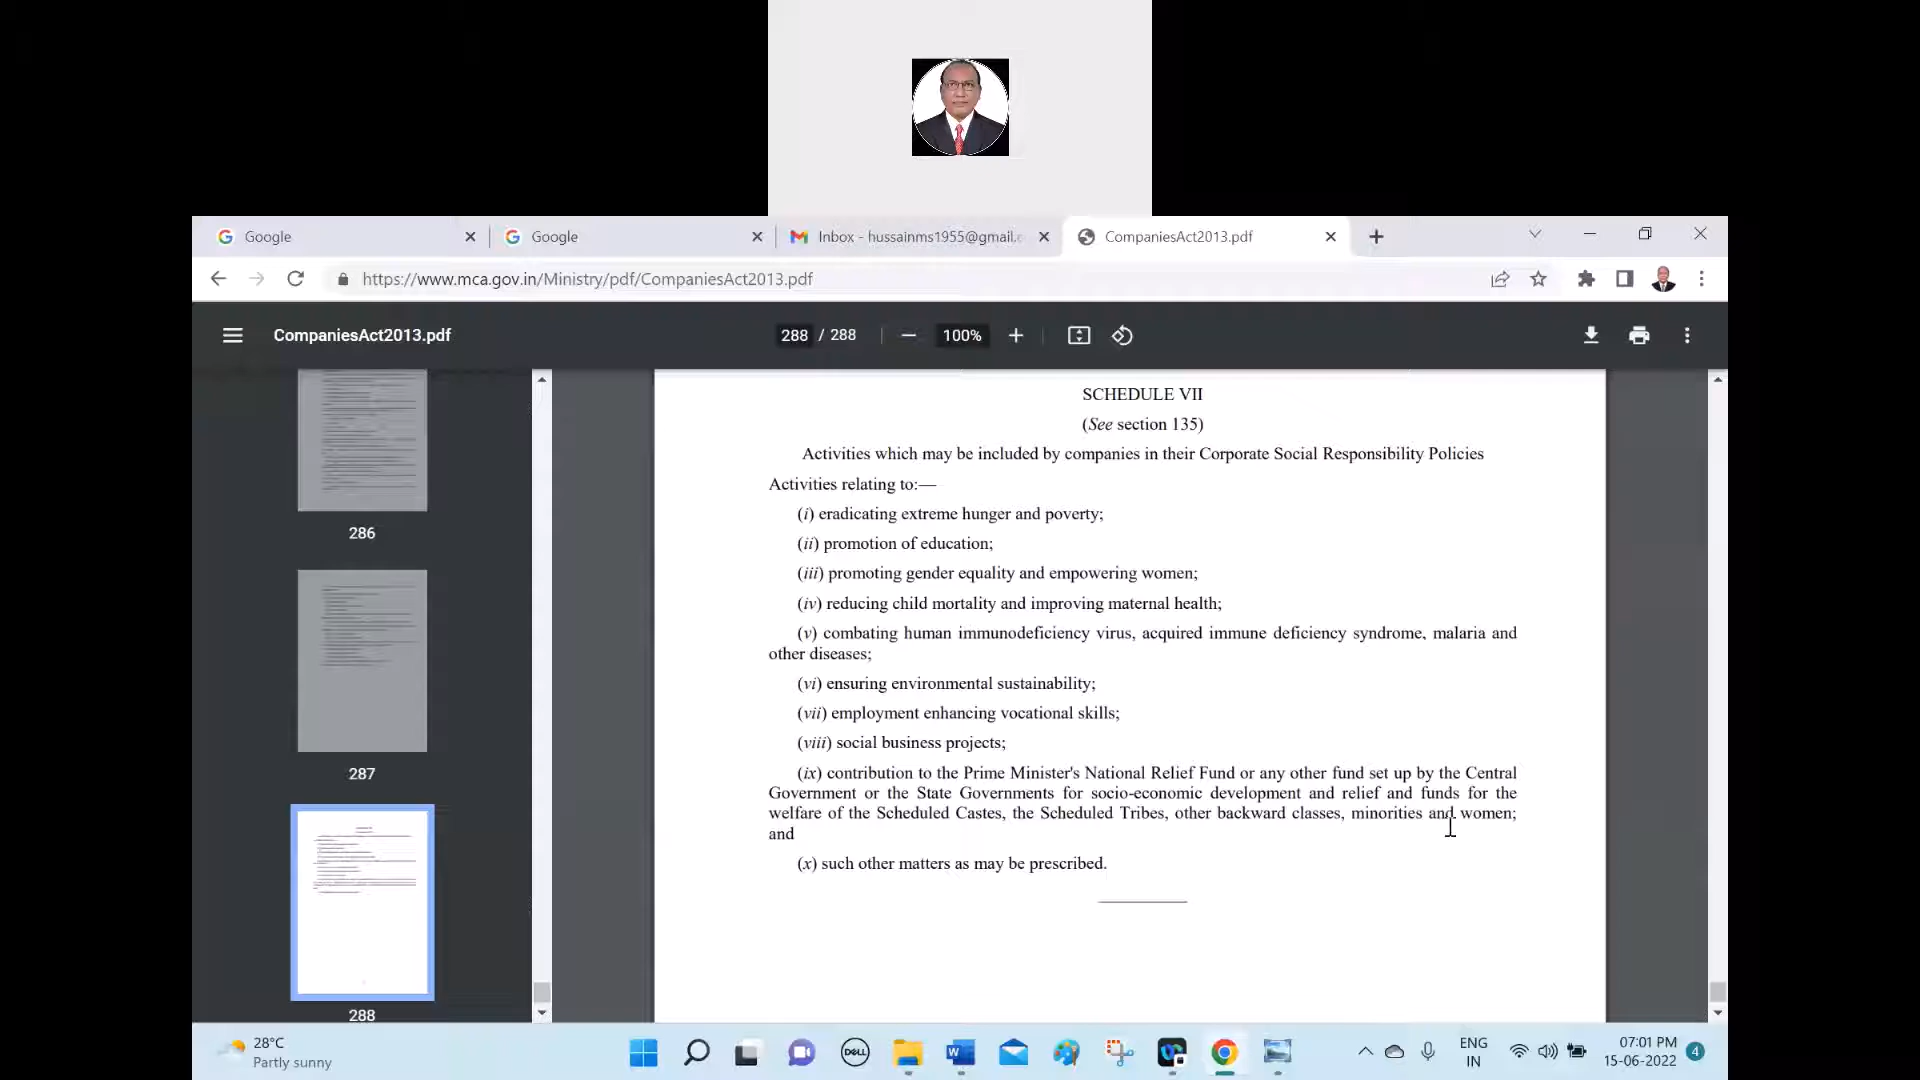 Google
Google
Inbox - hussainms1955@gmail.
CompaniesAct2013.pdf
https://www.mca.gov.in/Ministry/pdf/CompaniesAct2013.pdf
CompaniesAct2013.pdf
288 / 288
100%
286
287
288
SCHEDULE VII
(See section 135)
Activities which may be included by companies in their Corporate Social Responsibility Policies
Activities relating to:—
(i) eradicating extreme hunger and poverty;
(ii) promotion of education;
(iii) promoting gender equality and empowering women;
(iv) reducing child mortality and improving maternal health;
(v) combating human immunodeficiency virus, acquired immune deficiency syndrome, malaria and
other diseases;
(vi) ensuring environmental sustainability;
(vii) employment enhancing vocational skills;
(viii) social business projects;
(ix) contribution to the Prime Minister's National Relief Fund or any other fund set up by the Central
Government or the State Governments for socio-economic development and relief and funds for the
welfare of the Scheduled Castes, the Scheduled Tribes, other backward classes, minorities and women;
and
(x) such other matters as may be prescribed.
28°C
Partly sunny
DELL
W
ENG
IN
07:01 PM
15-06-2022
4